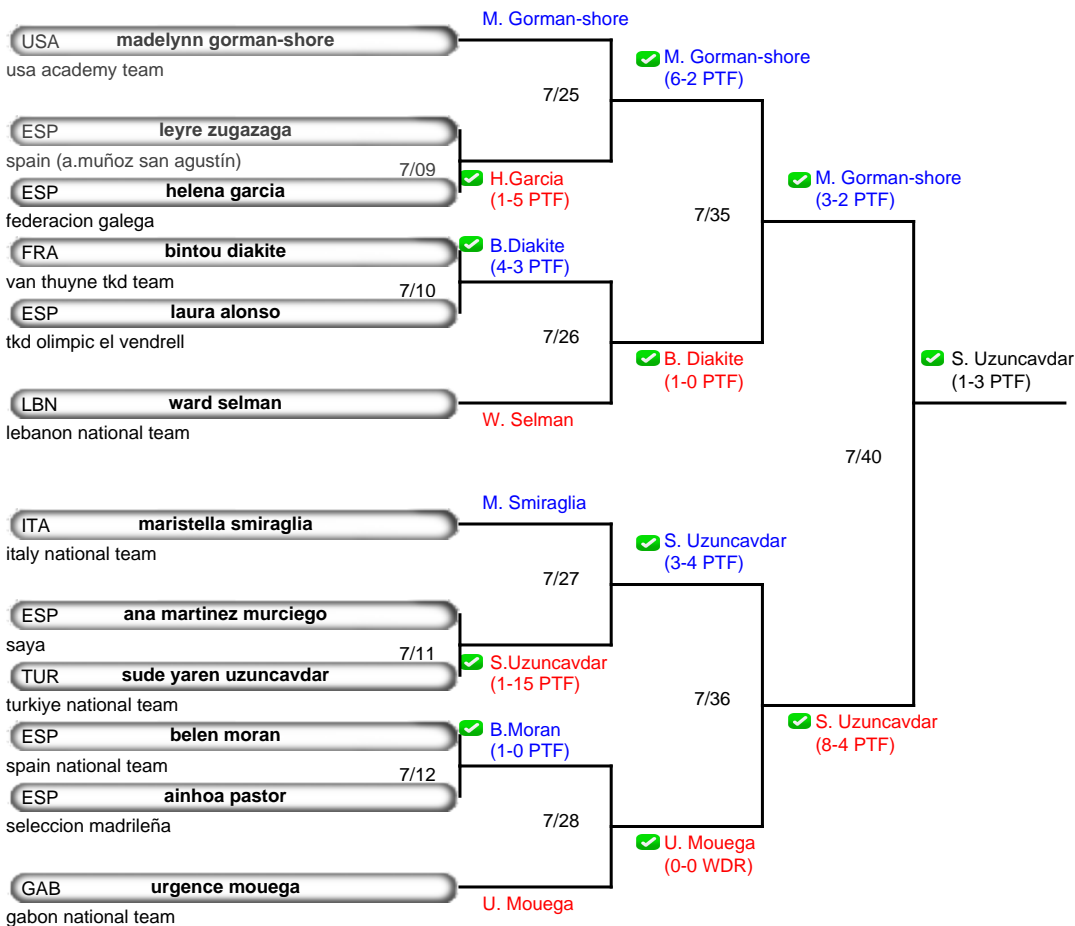 M. Gorman-shore
USA madelynn gorman-shore
usa academy team
M. Gorman-shore
(6-2 PTF)
7/25
ESP leyre zugazaga
spain (a.muñoz san agustín)
7/09
ESP helena garcia
federacion galega
H.Garcia
(1-5 PTF)
M. Gorman-shore
(3-2 PTF)
7/35
FRA bintou diakite
van thuyne tkd team
B.Diakite
(4-3 PTF)
7/10
ESP laura alonso
tkd olimpic el vendrell
7/26
B. Diakite
(1-0 PTF)
S. Uzuncavdar
(1-3 PTF)
LBN ward selman
lebanon national team
W. Selman
7/40
M. Smiraglia
ITA maristella smiraglia
italy national team
S. Uzuncavdar
(3-4 PTF)
7/27
ESP ana martinez murciego
saya
7/11
TUR sude yaren uzuncavdar
turkiye national team
S.Uzuncavdar
(1-15 PTF)
7/36
S. Uzuncavdar
(8-4 PTF)
ESP belen moran
spain national team
B.Moran
(1-0 PTF)
7/12
ESP ainhoa pastor
seleccion madrileña
7/28
U. Mouega
(0-0 WDR)
GAB urgence mouega
gabon national team
U. Mouega